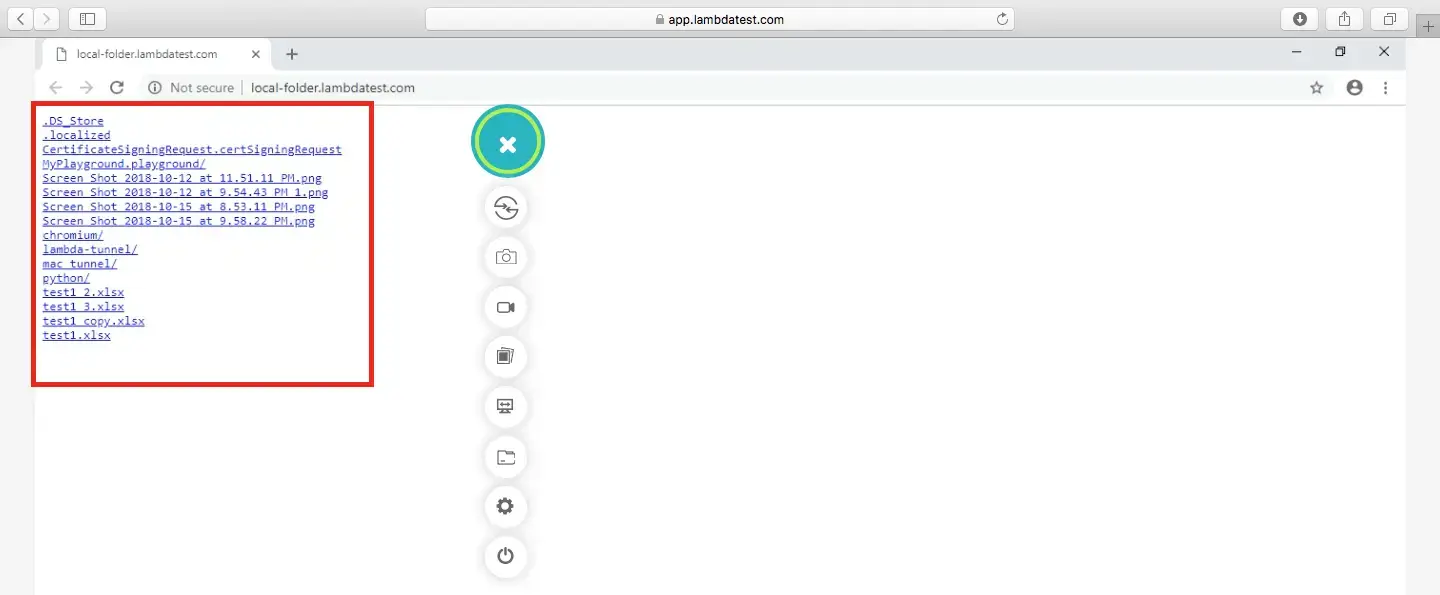 app.lambdatest.com
local-folder.lambdatest.com
Not secure | local-folder.lambdatest.com
.DS_Store
.localized
CertificateSigningRequest.certSigningRequest
MyPlayground.playground/
Screen Shot 2018-10-12 at 11.51.11 PM.png
Screen Shot 2018-10-12 at 9.54.43 PM 1.png
Screen Shot 2018-10-15 at 8.53.11 PM.png
Screen Shot 2018-10-15 at 9.58.22 PM.png
chromium/
lambda-tunnel/
mac tunnel/
python/
test1 2.xlsx
test1 3.xlsx
test1 copy.xlsx
test1.xlsx